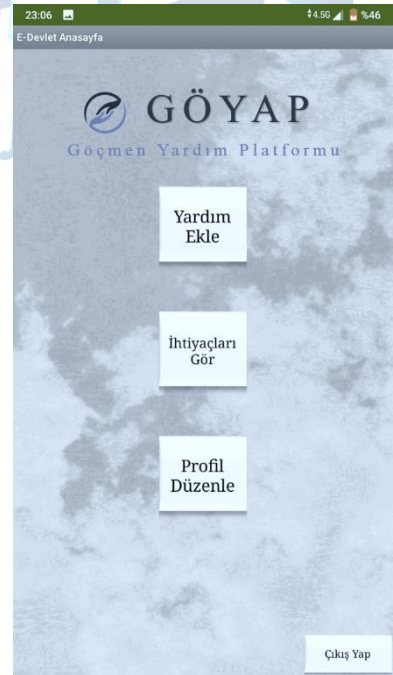 23:06 4.5G %46
E-Devlet Anasayfa
GÖYAP
Göçmen Yardım Platformu
Yardım
Ekle
İhtiyaçları
Gör
Profil
Düzenle
Çıkış Yap